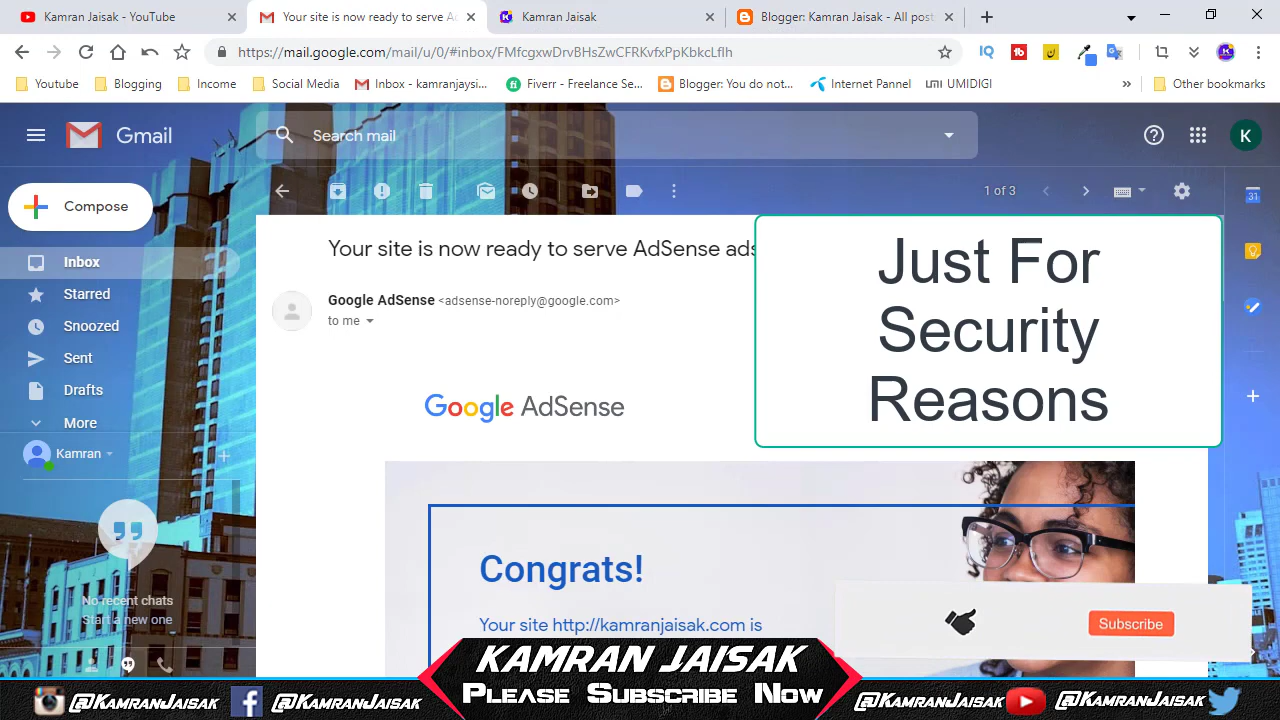 Kamran Jaisak - YouTube
Your site is now ready to serve Ad
Kamran Jaisak
Blogger: Kamran Jaisak - All post
https://mail.google.com/mail/u/0/#inbox/FMfcgxwDrvBHsZwCFRKvfxPpKbkcLflh
Youtube
Blogging
Income
Social Media
Inbox - kamranjaysi...
Fiverr - Freelance Se...
Blogger: You do not...
Internet Panel
UMIDIGI
Other bookmarks
Gmail
Search mail
K
Compose
1 of 3
31
Inbox
Starred
Snoozed
Sent
Drafts
More
Kamran
No recent chats
Start a new one
Your site is now ready to serve AdSense ads
Google AdSense <adsense-noreply@google.com>
to me
Just For
Security
Reasons
Google AdSense
Congrats!
Your site http://kamranjaisak.com is
Subscribe
KAMRAN JAISAK
Please Subscribe Now
@KamranJaisak
@KamranJaisak
@KamranJaisak
@KamranJaisak